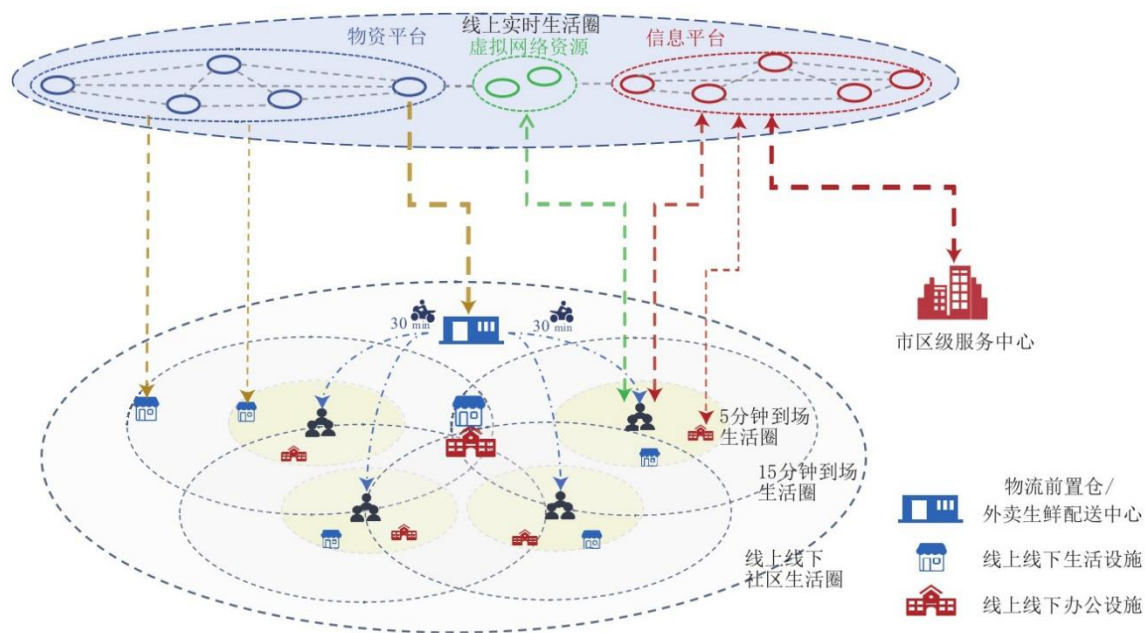 线上实时生活圈
物资平台
虚拟网络资源
信息平台
30 min
30 min
市区级服务中心
5分钟到场
生活圈
15分钟到场
生活圈
线上线下
社区生活圈
物流前置仓/
外卖生鲜配送中心
线上线下生活设施
线上线下办公设施